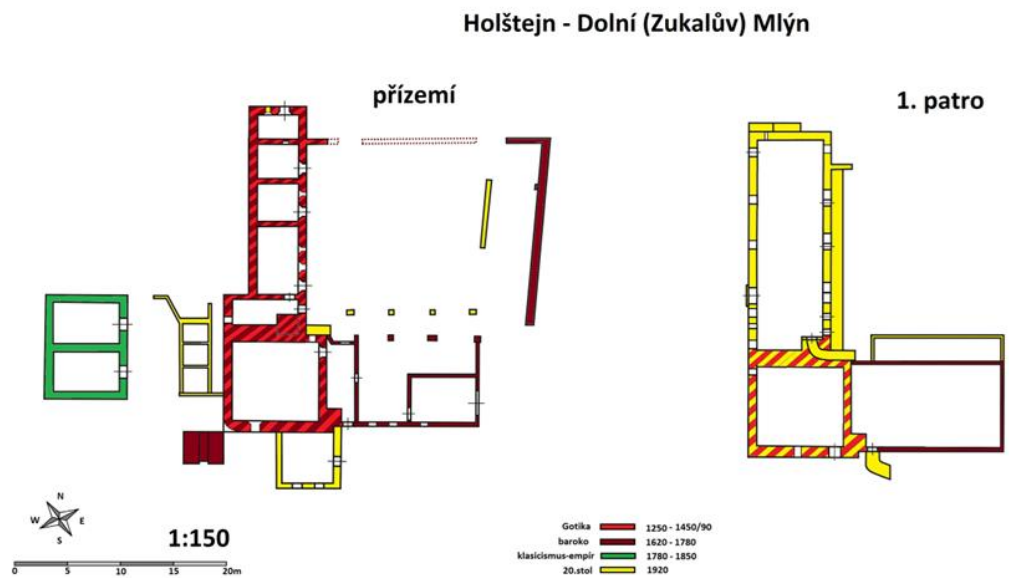 Holštejn - Dolní (Zukalův) Mlýn
přízemí
1. patro
N
W E
S
1:150
0 5 10 15 20m
Gotika 1250 - 1450/90
baroko 1620 - 1780
klasicismus-empír 1780 - 1850
20.stol 1920